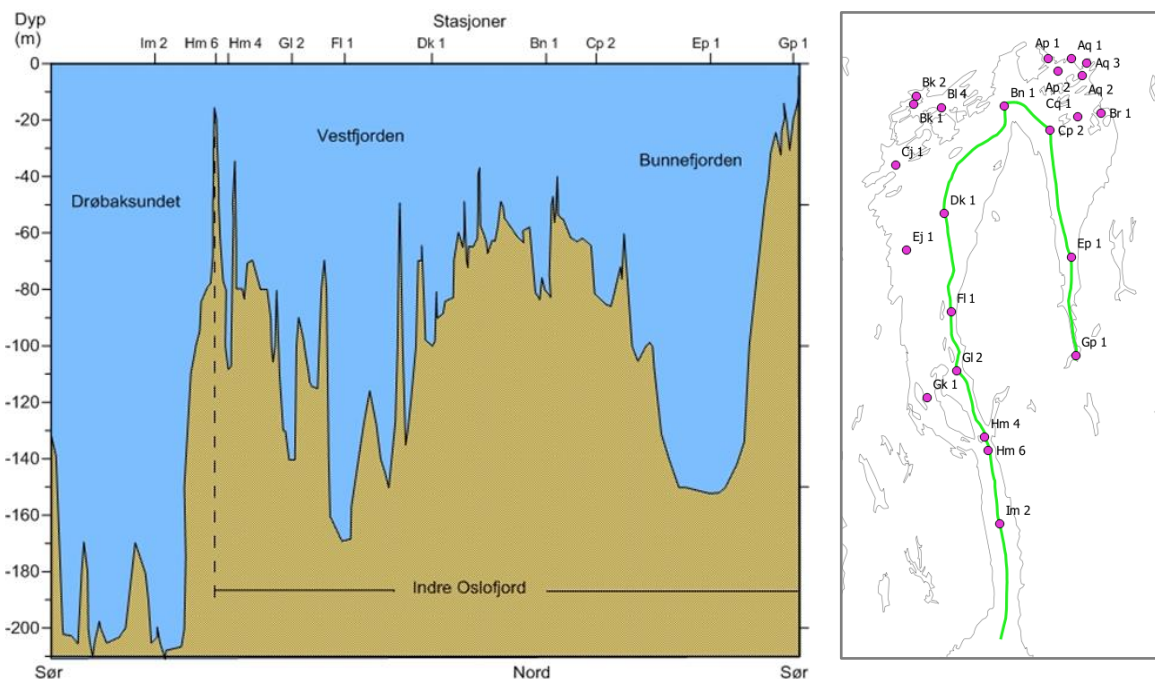 Dyp
(m)
Stasjoner
Im 2 Hm 6 Hm 4 Gl 2 Fl 1 Dk 1 Bn 1 Cp 2 Ep 1 Gp 1
0
-20
-40
-60
-80
-100
-120
-140
-160
-180
-200
Vestfjorden
Bunnefjorden
Drøbaksundet
Indre Oslofjord
Sør Nord Sør
Ap 1 Aq 1
Aq 3
Bk 2 Ap 2 Aq 2
Bl 4 Bn 1 Cq 1
Bk 1 Br 1
Cp 2
Cj 1
Dk 1
Ej 1
Ep 1
Fl 1
Gp 1
Gl 2
Gk 1
Hm 4
Hm 6
Im 2